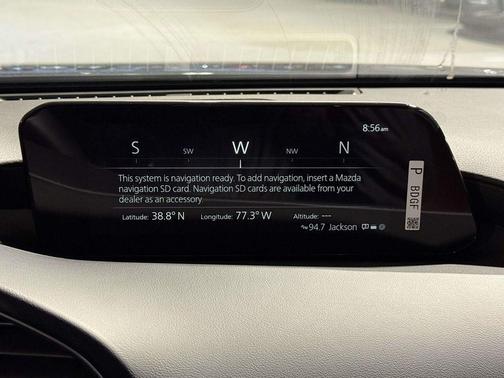 8:56am
S SW W NW N
This system is navigation ready. To add navigation, insert a Mazda
navigation SD card. Navigation SD cards are available from your
dealer as an accessory
Latitude: 38.8° N Longitude: 77.3° W Altitude: ---
94.7 Jackson
P BDGF